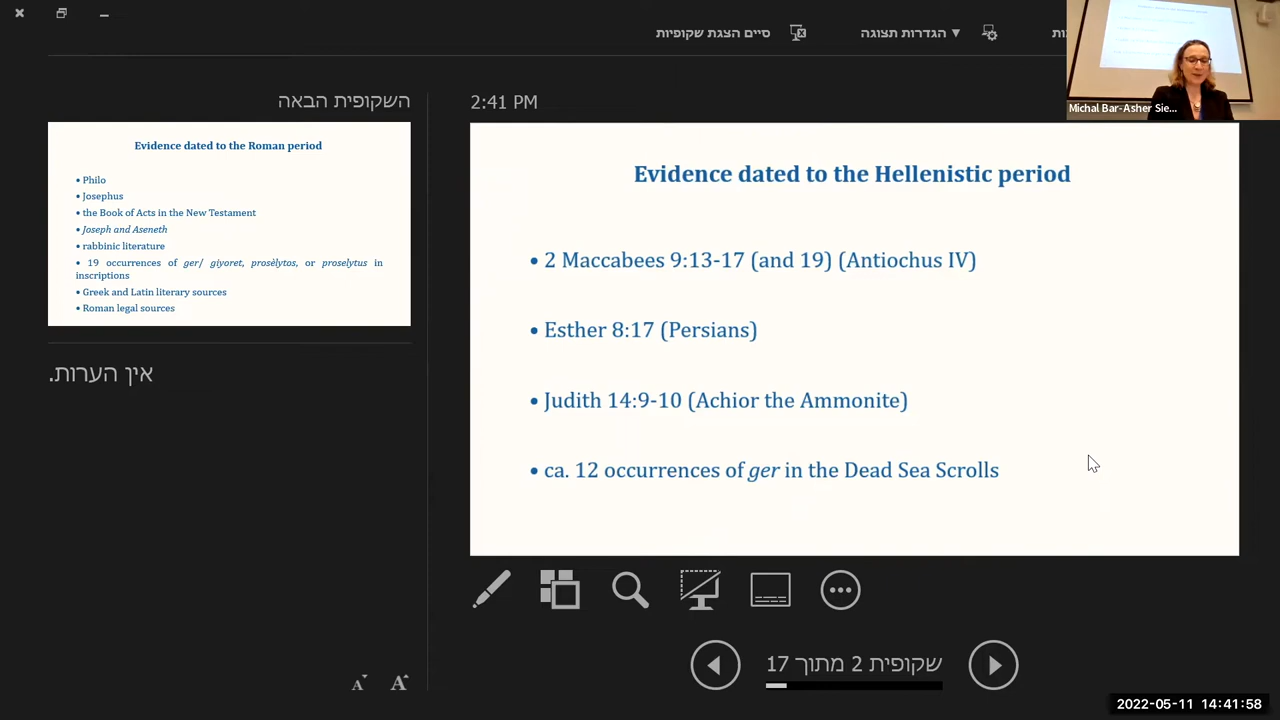 סיים הצגת שקופיות
הגדרות תצוגה ▼
Michal Bar-Asher Sie...
השקופית הבאה
2:41 PM
Evidence dated to the Roman period
• Philo
• Josephus
• the Book of Acts in the New Testament
• Joseph and Aseneth
• rabbinic literature
• 19 occurrences of ger/ giyoret, prosèlytos, or proselytus in
inscriptions
• Greek and Latin literary sources
• Roman legal sources
אין הערות.
Evidence dated to the Hellenistic period
• 2 Maccabees 9:13-17 (and 19) (Antiochus IV)
• Esther 8:17 (Persians)
• Judith 14:9-10 (Achior the Ammonite)
• ca. 12 occurrences of ger in the Dead Sea Scrolls
A A
שקופית 2 מתוך 17
2022-05-11 14:41:58